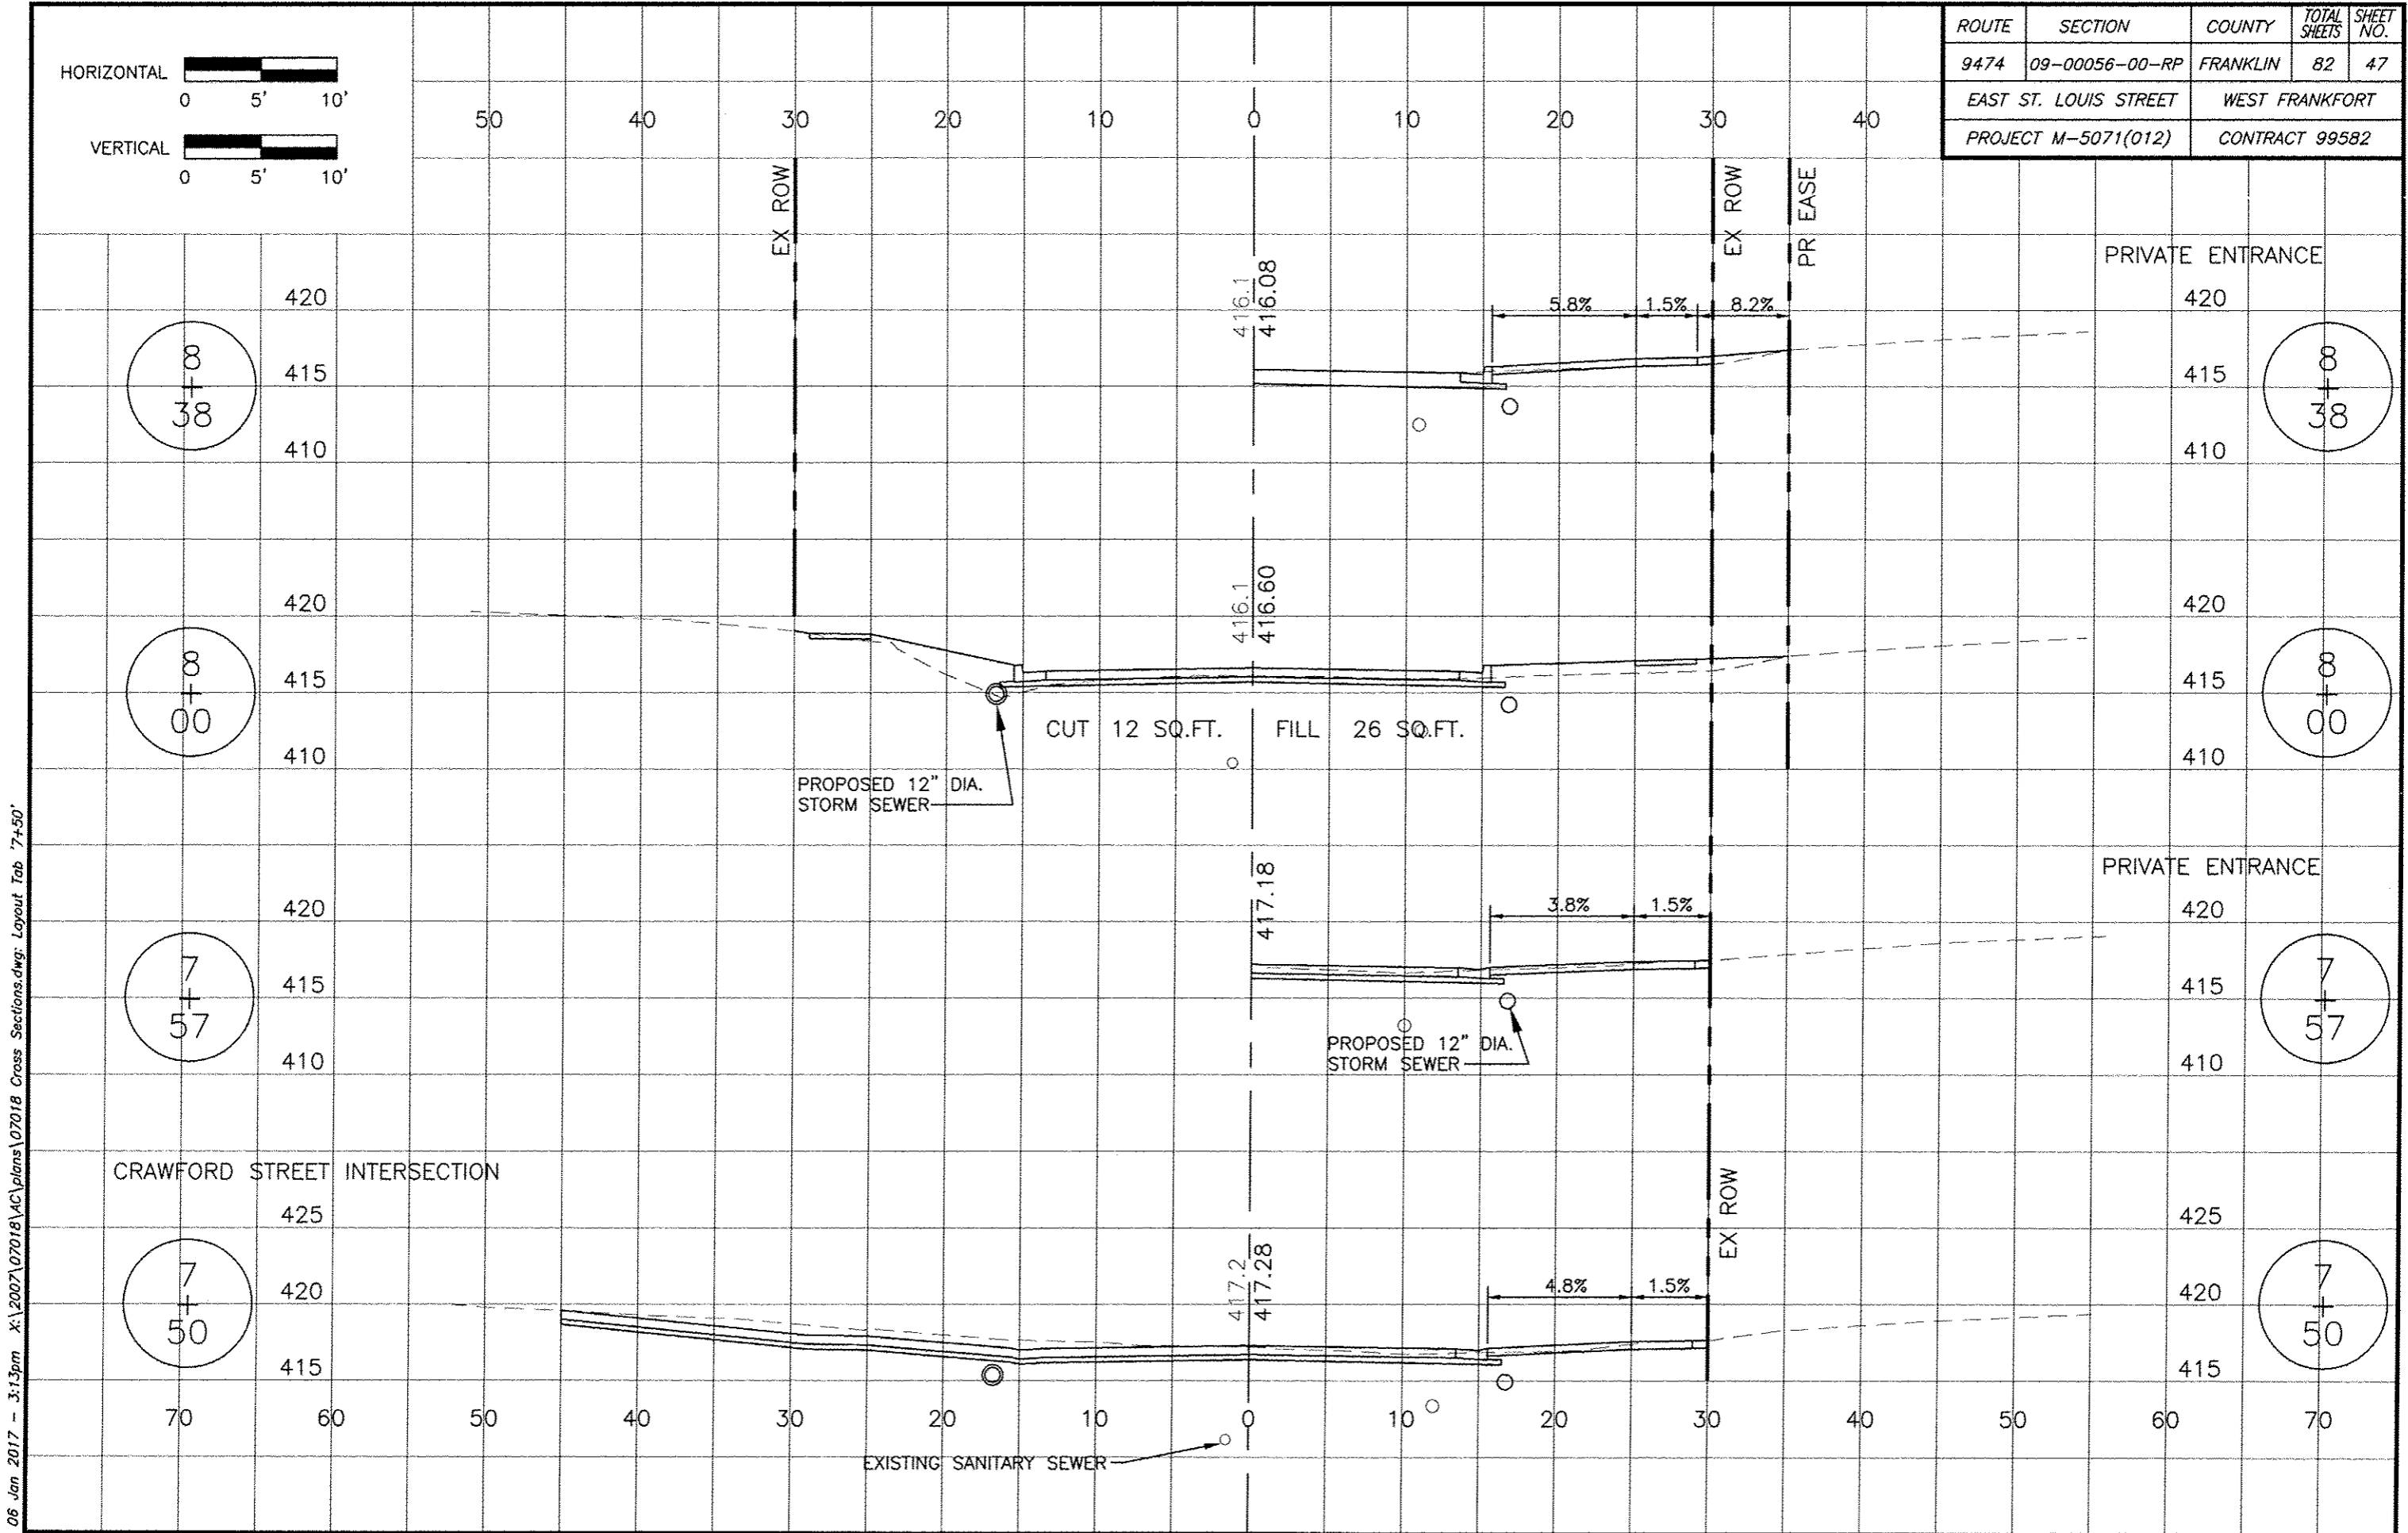 ROUTE SECTION COUNTY TOTAL SHEETS SHEET NO.
9474 09-00056-00-RP FRANKLIN 82 47
EAST ST. LOUIS STREET WEST FRANKFORT
PROJECT M-5071(012) CONTRACT 99582
HORIZONTAL
0 5' 10'
VERTICAL
0 5' 10'
50 40 30 20 10 0 10 20 30 40
EX ROW
EX ROW
PR EASE
PRIVATE ENTRANCE
416.1
416.08
420 420
5.8% 1.5% 8.2%
8
+
38
415 415
8
+
38
410 410
416.1
416.60
420 420
8
+
00
415 415
8
+
00
CUT 12 SQ.FT. FILL 26 SQ.FT.
410 410
PROPOSED 12" DIA.
STORM SEWER
PRIVATE ENTRANCE
417.18
420 420
3.8% 1.5%
7
+
57
415 415
7
+
57
PROPOSED 12" DIA.
STORM SEWER
410 410
CRAWFORD STREET INTERSECTION
EX ROW
425 425
417.2
417.28
4.8% 1.5%
7
+
50
420 420
7
+
50
415 415
70 60 50 40 30 20 10 0 10 20 30 40 50 60 70
EXISTING SANITARY SEWER
06 Jan 2017 - 3:13pm X:\2007\07018\AC\plans\07018 Cross Sections.dwg: Layout Tab '7+50'